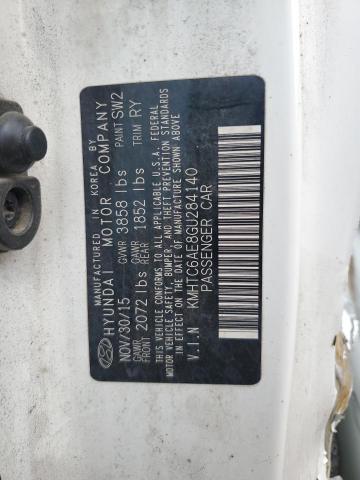 MANUFACTURED IN KOREA BY
HYUNDAI MOTOR COMPANY
NOV/30/15 GVWR 3858 lbs PAINT SW2
GAWR FRONT 2072 lbs GAWR REAR 1852 lbs TRIM RY
THIS VEHICLE CONFORMS TO ALL APPLICABLE U.S.A. FEDERAL
MOTOR VEHICLE SAFETY, BUMPER, AND THEFT PREVENTION STANDARDS
IN EFFECT ON THE DATE OF MANUFACTURE SHOWN ABOVE
V.I.N KMHTC6AE8GU284140
PASSENGER CAR